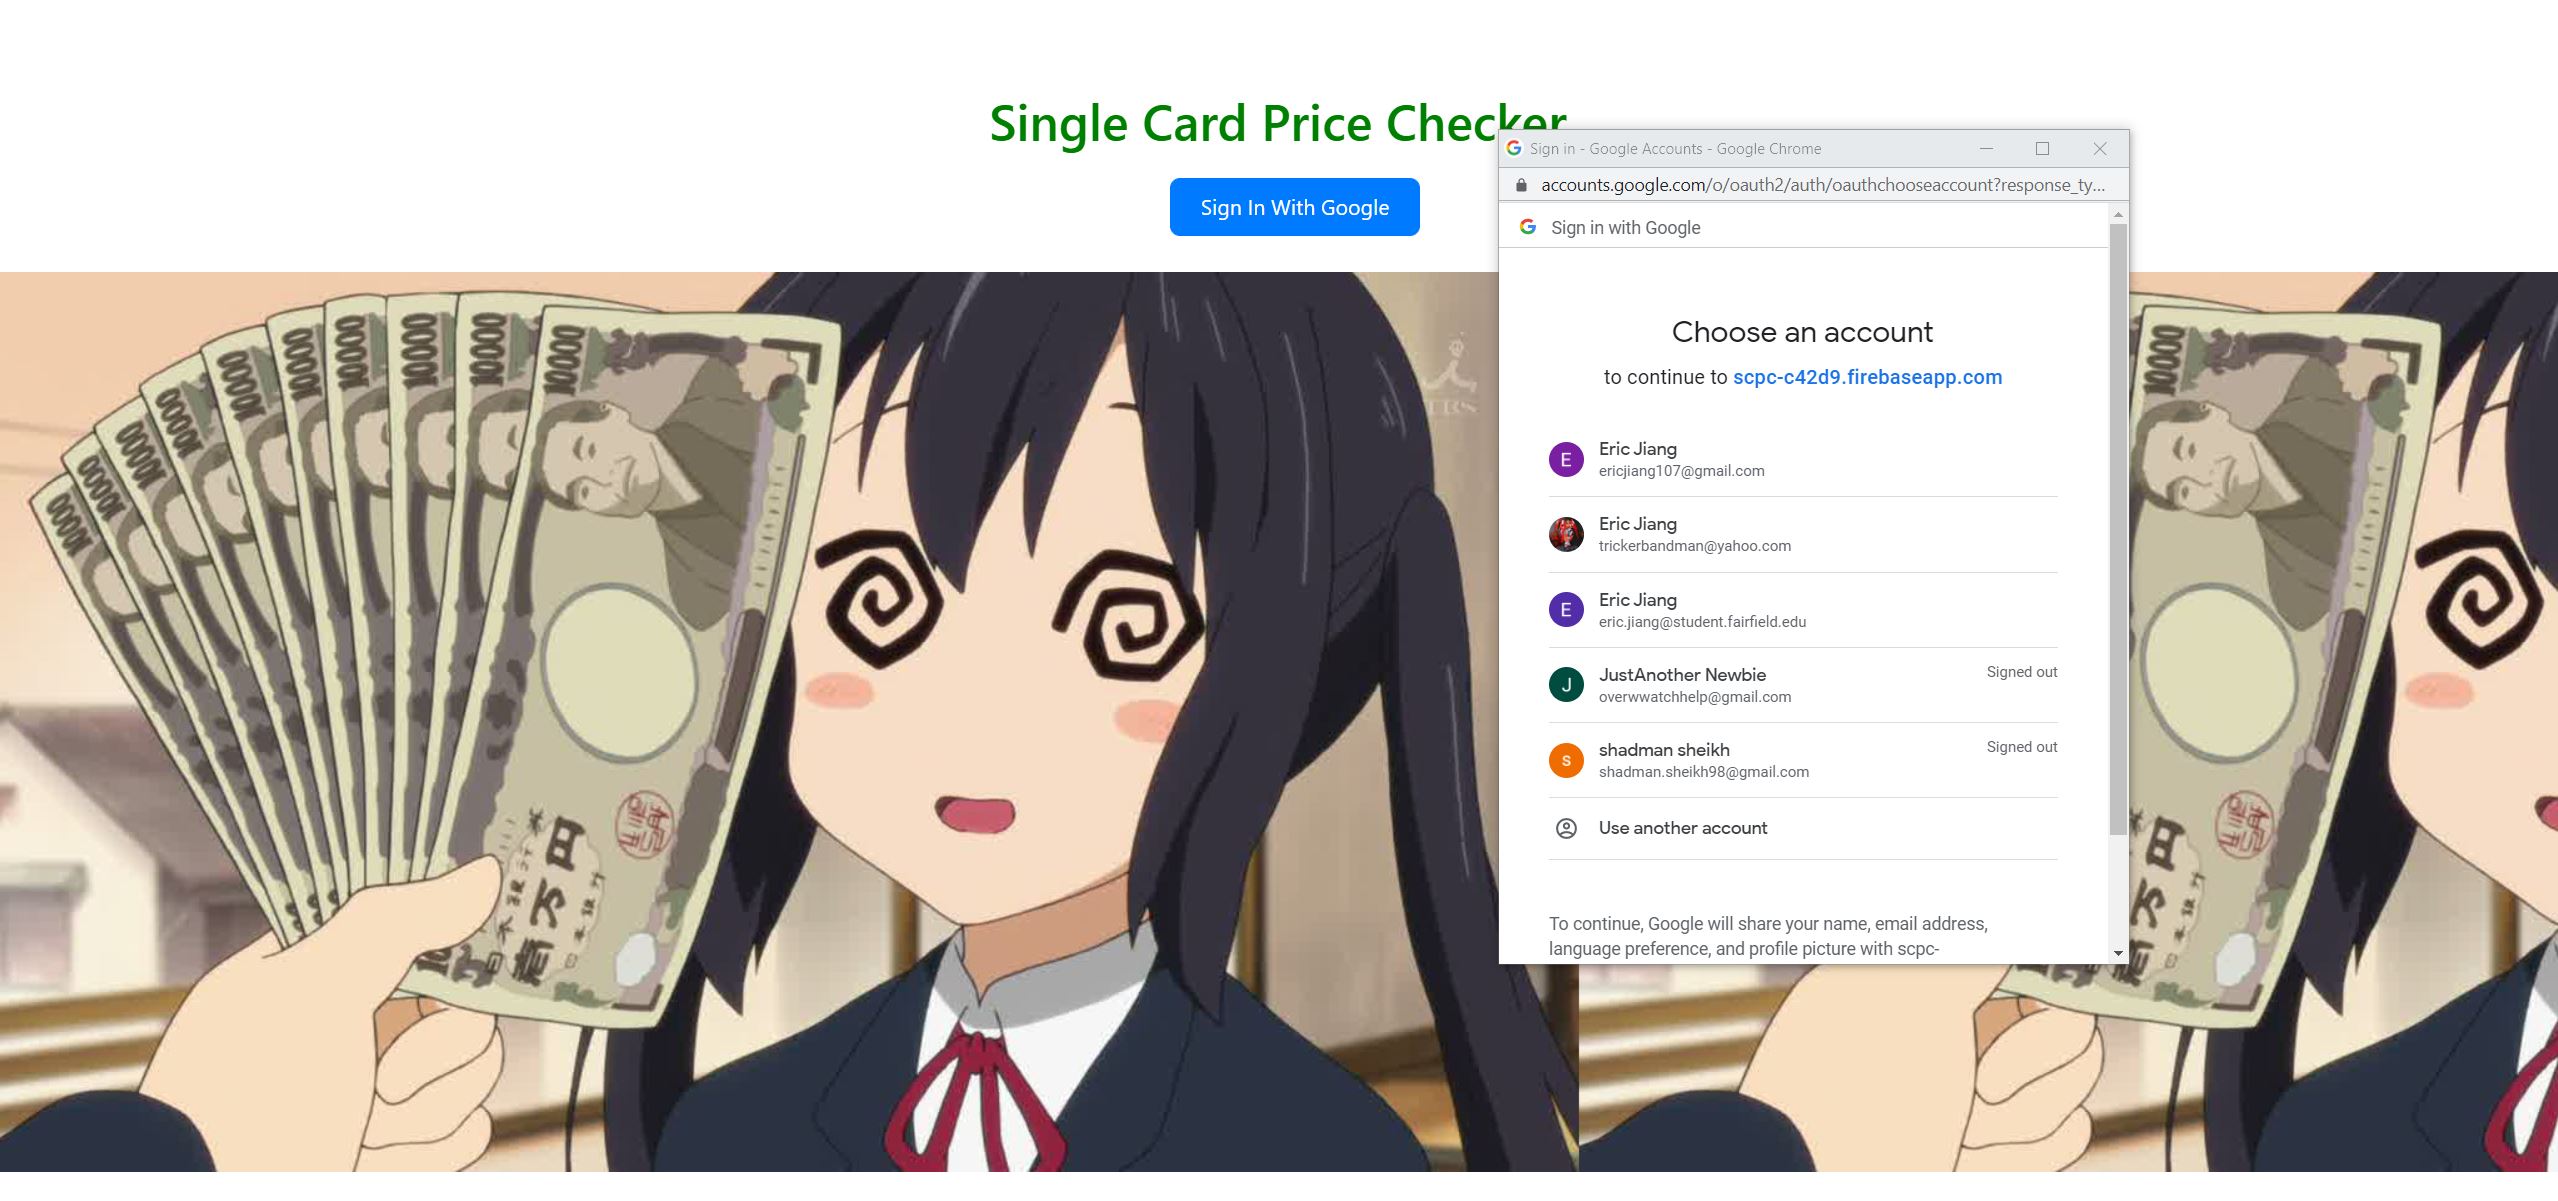 Single Card Price Checker
Sign In With Google
Sign in - Google Accounts - Google Chrome
accounts.google.com/o/oauth2/auth/oauthchooseaccount?response_ty...
Sign in with Google
Choose an account
to continue to scpc-c42d9.firebaseapp.com
E Eric Jiang
ericjiang107@gmail.com
Eric Jiang
trickerbandman@yahoo.com
E Eric Jiang
eric.jiang@student.fairfield.edu
J JustAnother Newbie Signed out
overwwatchhelp@gmail.com
s shadman sheikh Signed out
shadman.sheikh98@gmail.com
Use another account
To continue, Google will share your name, email address,
language preference, and profile picture with scpc-
10000
10000
10000
10000
10000
10000
10000
10000
10000
壱万円
TBS
10000
壱万円